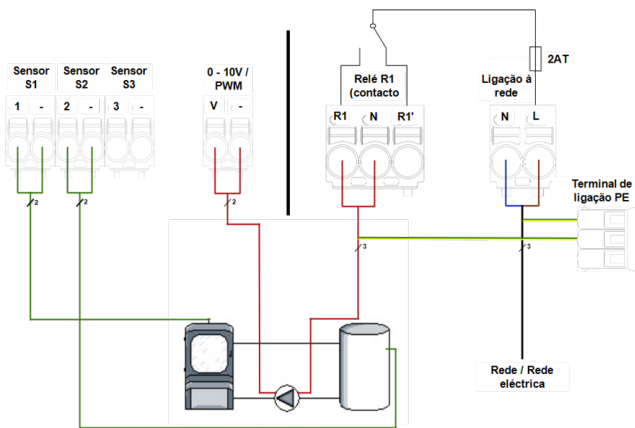 2AT
Sensor
S1
Sensor
S2
Sensor
S3
0 - 10V /
PWM
Relé R1
(contacto
Ligação à
rede
1 - 2 - 3 -
V -
R1 N R1'
N L
Terminal de
ligação PE
2
2
2
3
3
Rede / Rede
eléctrica